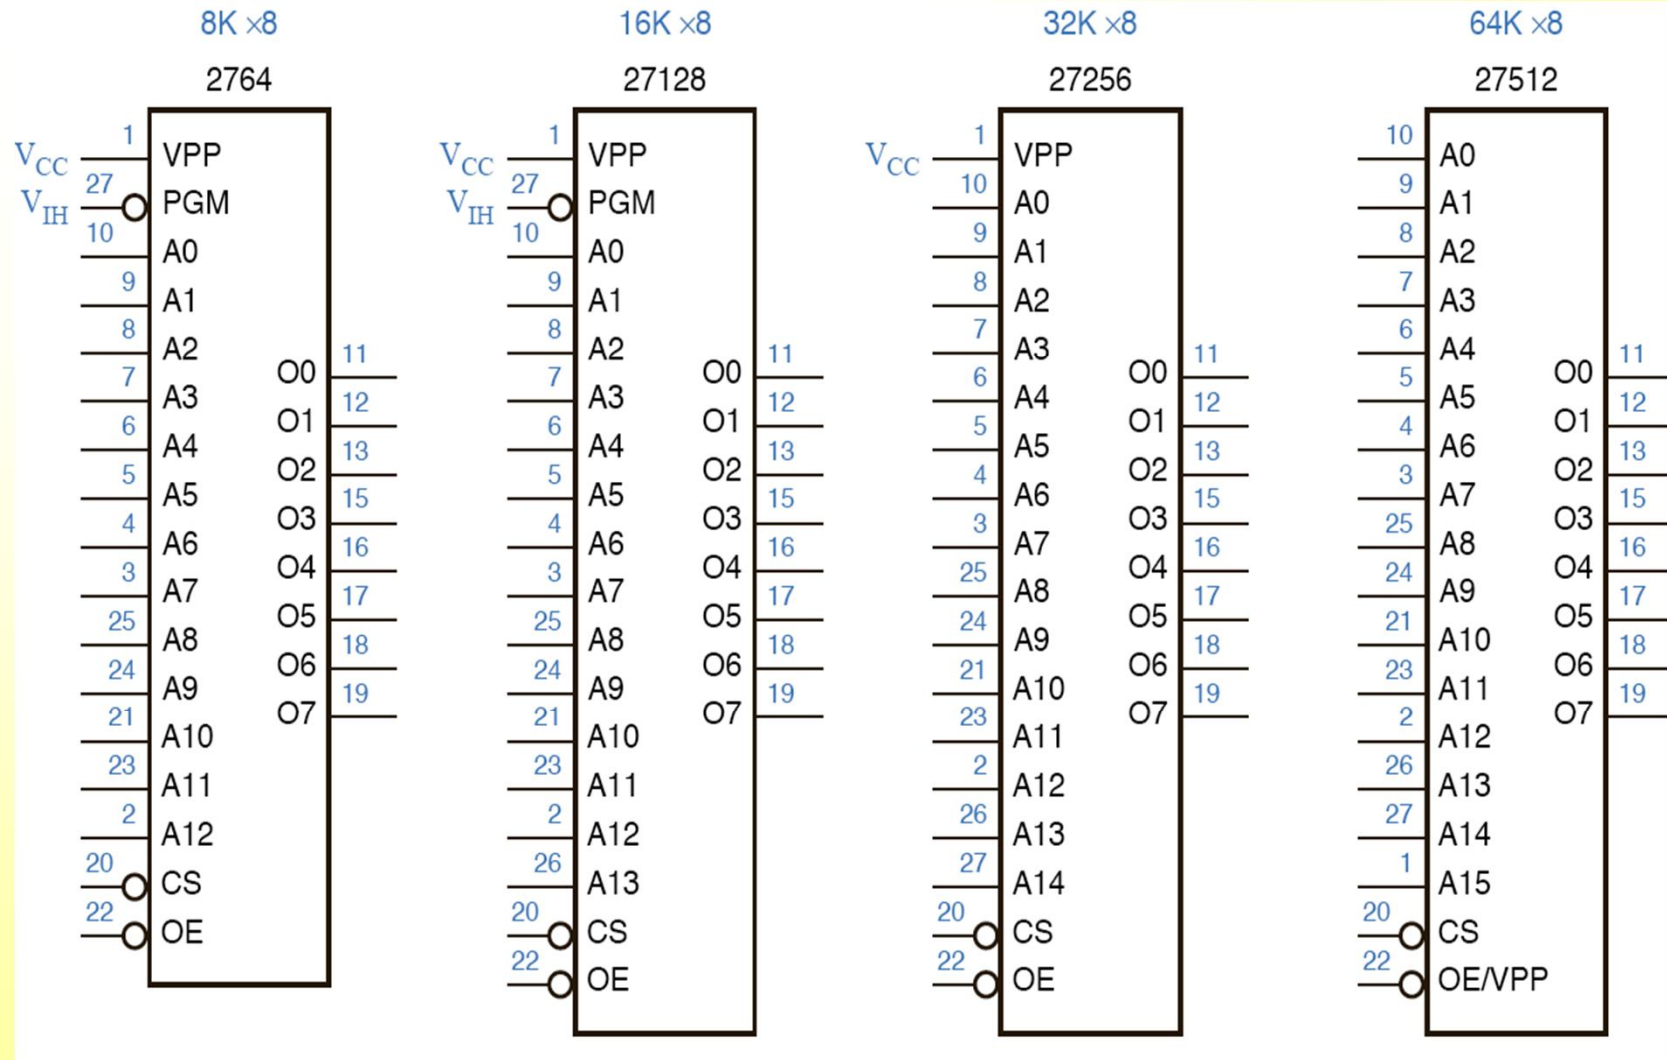 8K ×8
2764
1
VCC VPP
27
VIH PGM
10
A0
9
A1
8
A2
7
A3
6
A4
5
A5
4
A6
3
A7
25
A8
24
A9
21
A10
23
A11
2
A12
20
CS
22
OE
11
O0
12
O1
13
O2
15
O3
16
O4
17
O5
18
O6
19
O7
16K ×8
27128
1
VCC VPP
27
VIH PGM
10
A0
9
A1
8
A2
7
A3
6
A4
5
A5
4
A6
3
A7
25
A8
24
A9
21
A10
23
A11
2
A12
26
A13
20
CS
22
OE
11
O0
12
O1
13
O2
15
O3
16
O4
17
O5
18
O6
19
O7
32K ×8
27256
1
VCC VPP
10
A0
9
A1
8
A2
7
A3
6
A4
5
A5
4
A6
3
A7
25
A8
24
A9
21
A10
23
A11
2
A12
26
A13
27
A14
20
CS
22
OE
11
O0
12
O1
13
O2
15
O3
16
O4
17
O5
18
O6
19
O7
64K ×8
27512
10
A0
9
A1
8
A2
7
A3
6
A4
5
A5
4
A6
3
A7
25
A8
24
A9
21
A10
23
A11
2
A12
26
A13
27
A14
1
A15
20
CS
22
OE/VPP
11
O0
12
O1
13
O2
15
O3
16
O4
17
O5
18
O6
19
O7